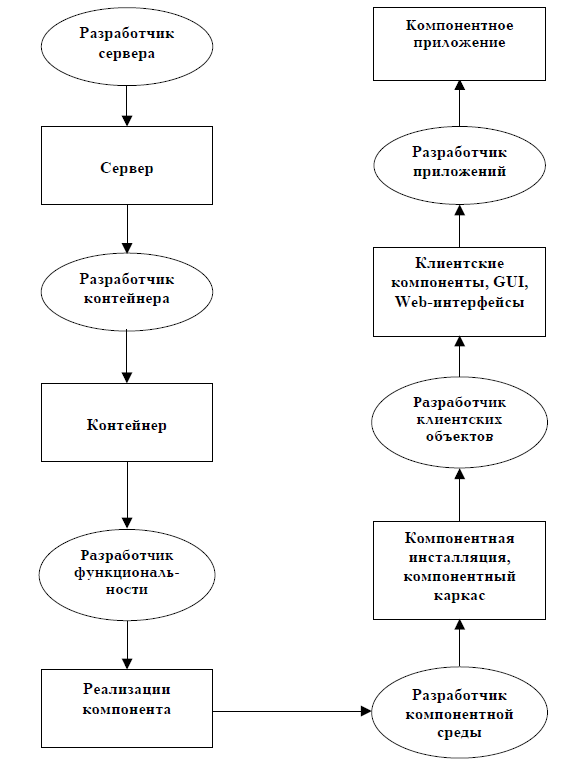 Разработчик
сервера
Сервер
Разработчик
контейнера
Контейнер
Разработчик
функциональ-
ности
Реализации
компонента
Компонентное
приложение
Разработчик
приложений
Клиентские
компоненты, GUI,
Web-интерфейсы
Разработчик
клиентских
объектов
Компонентная
инсталляция,
компонентный
каркас
Разработчик
компонентной
среды